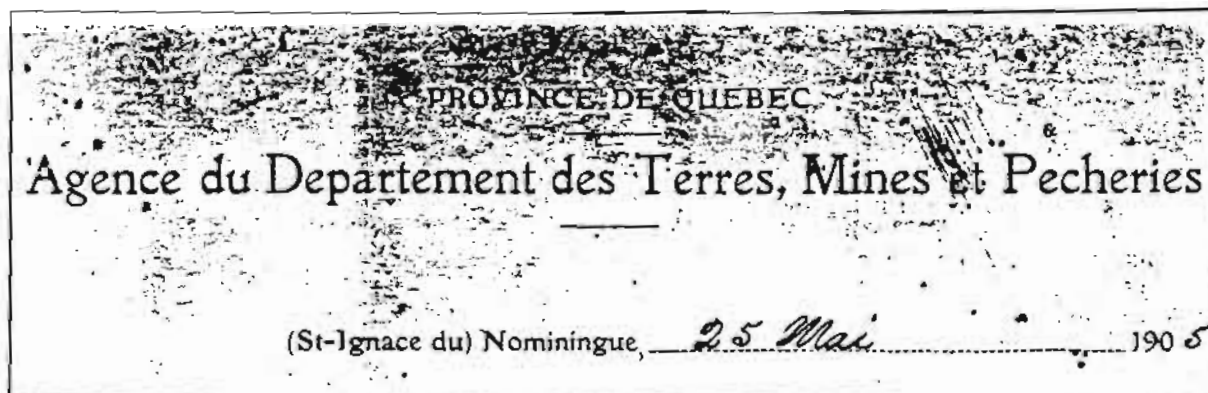 PROVINCE DE QUEBEC
Agence du Departement des Terres, Mines et Pecheries
(St-Ignace du) Nominingue, 25 Mai 1905